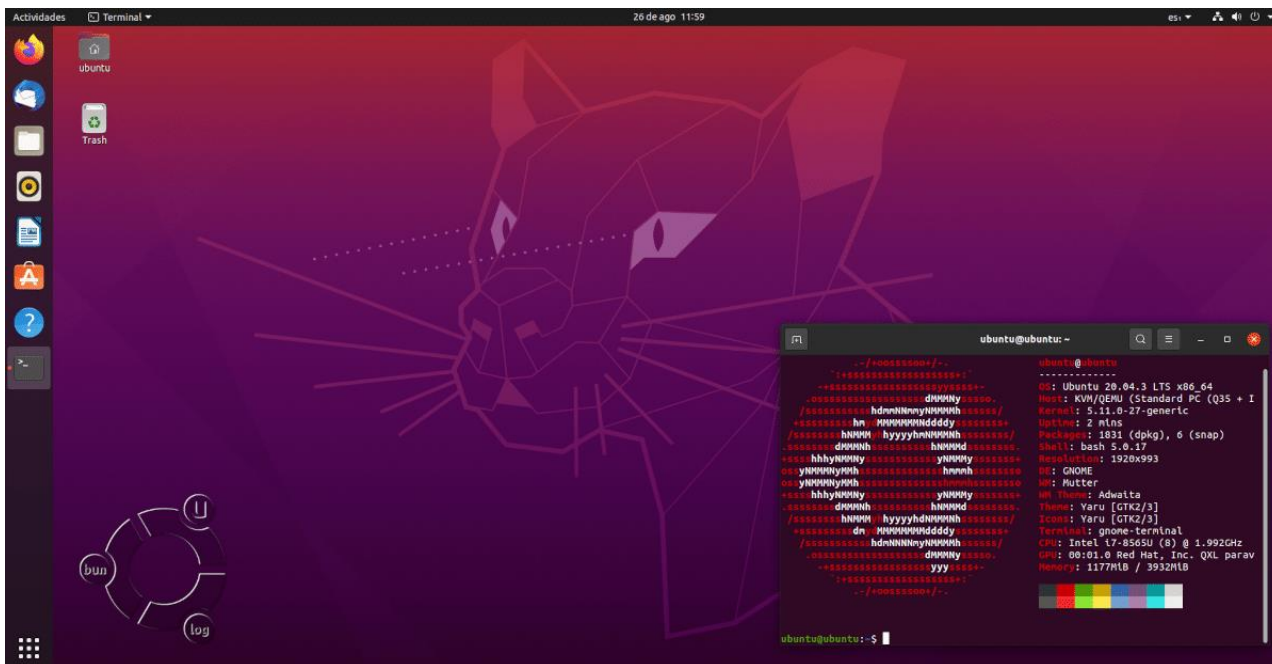 Actividades
Terminal
26 de ago 11:59
es₁
ubuntu
Trash
U
bun
log
ubuntu@ubuntu: ~
ubuntu@ubuntu
-------------
OS: Ubuntu 20.04.3 LTS x86_64
Host: KVM/QEMU (Standard PC (Q35 + I
Kernel: 5.11.0-27-generic
Uptime: 2 mins
Packages: 1831 (dpkg), 6 (snap)
Shell: bash 5.0.17
Resolution: 1920x993
DE: GNOME
WM: Mutter
WM Theme: Adwaita
Theme: Yaru [GTK2/3]
Icons: Yaru [GTK2/3]
Terminal: gnome-terminal
CPU: Intel i7-8565U (8) @ 1.992GHz
GPU: 00:01.0 Red Hat, Inc. QXL parav
Memory: 1177MiB / 3932MiB
ubuntu@ubuntu:~$